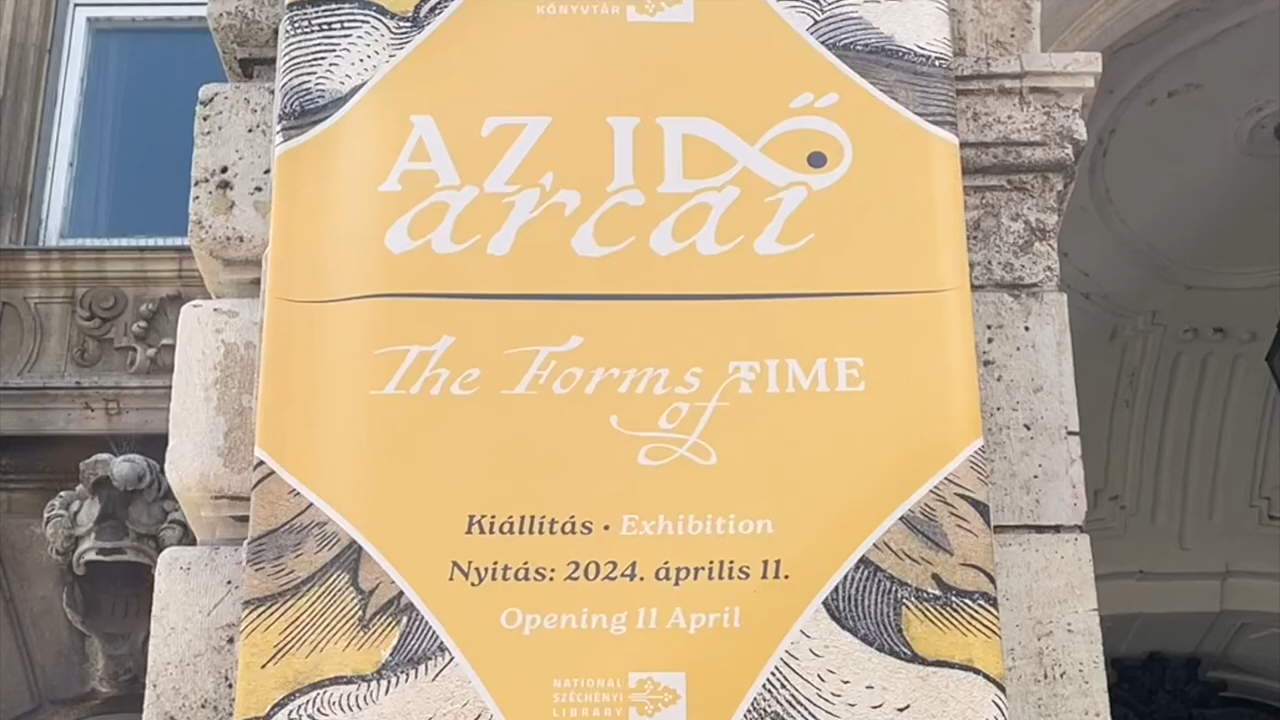 KÖNYVTÁR
AZ IDŐ
arcai
The Forms TIME
of
Kiállítás • Exhibition
Nyitás: 2024. április 11.
Opening 11 April
NATIONAL
SZÉCHÉNYI
LIBRARY